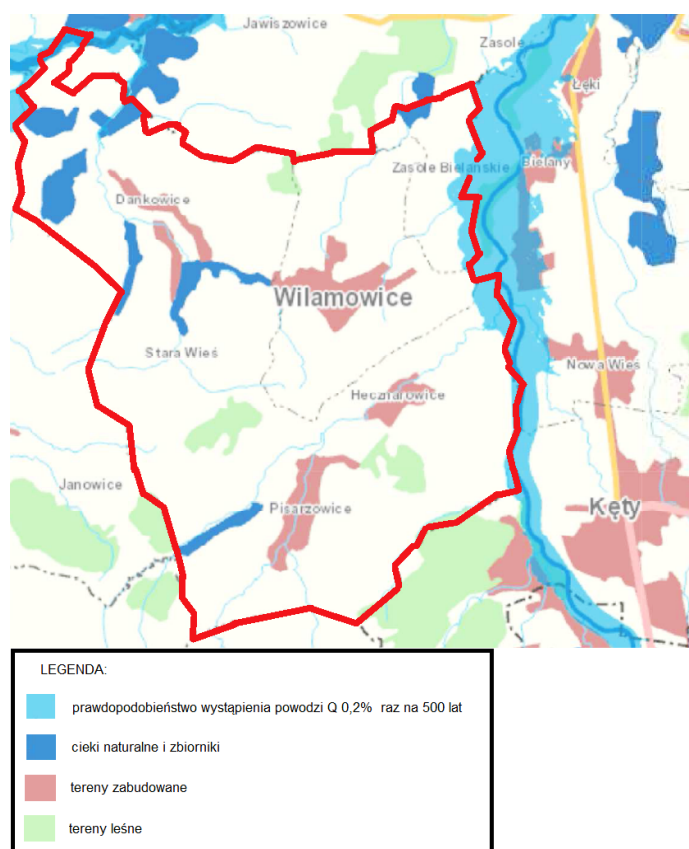 Jawiszowice
Zasole
Łęki
Zasole Bielańskie
Bielany
Dankowice
Wilamowice
Stara Wieś
Nowa Wieś
Hecznarowice
Janowice
Pisarzowice
Kęty
LEGENDA:
prawdopodobieństwo wystąpienia powodzi Q 0,2% raz na 500 lat
cieki naturalne i zbiorniki
tereny zabudowane
tereny leśne